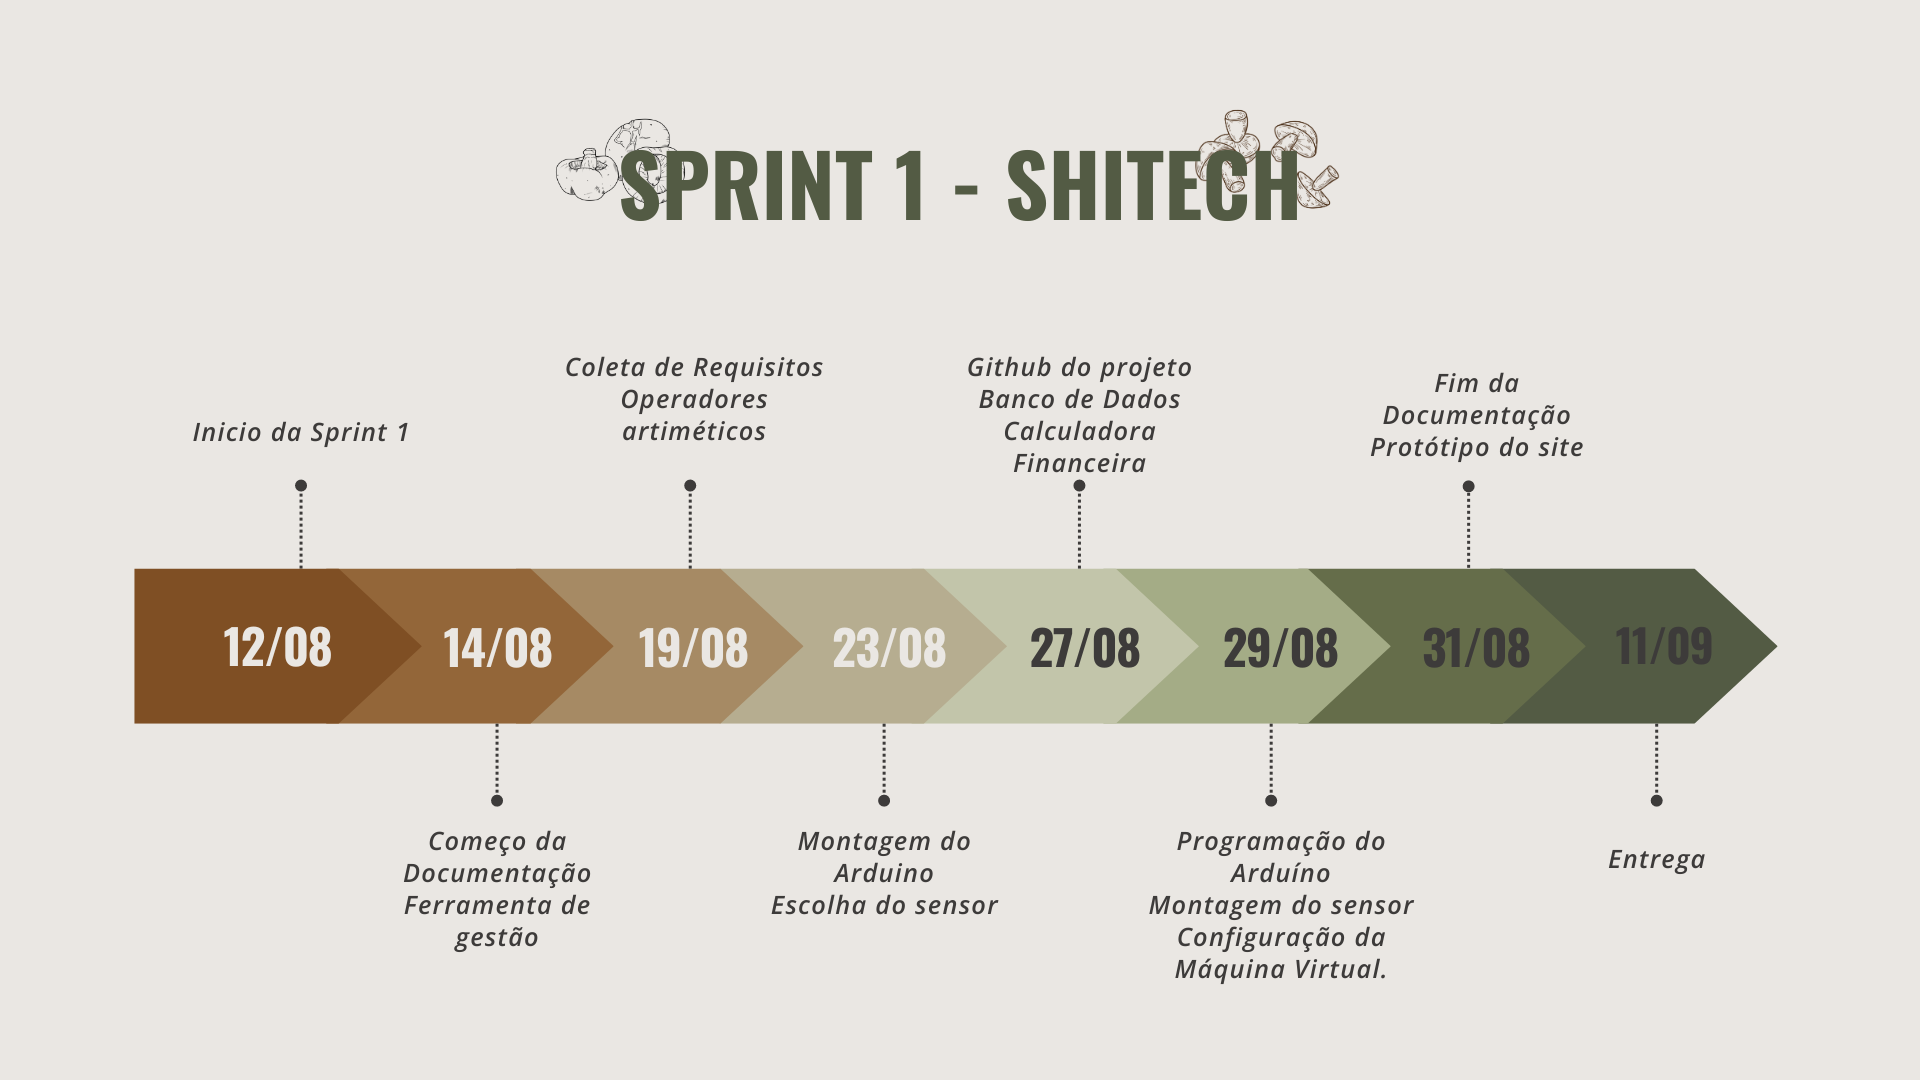 SPRINT 1 - SHITECH
Inicio da Sprint 1
Coleta de Requisitos
Operadores
artiméticos
Github do projeto
Banco de Dados
Calculadora
Financeira
Fim da
Documentação
Protótipo do site
12/08
14/08
19/08
23/08
27/08
29/08
31/08
11/09
Começo da
Documentação
Ferramenta de
gestão
Montagem do
Arduino
Escolha do sensor
Programação do
Arduíno
Montagem do sensor
Configuração da
Máquina Virtual.
Entrega